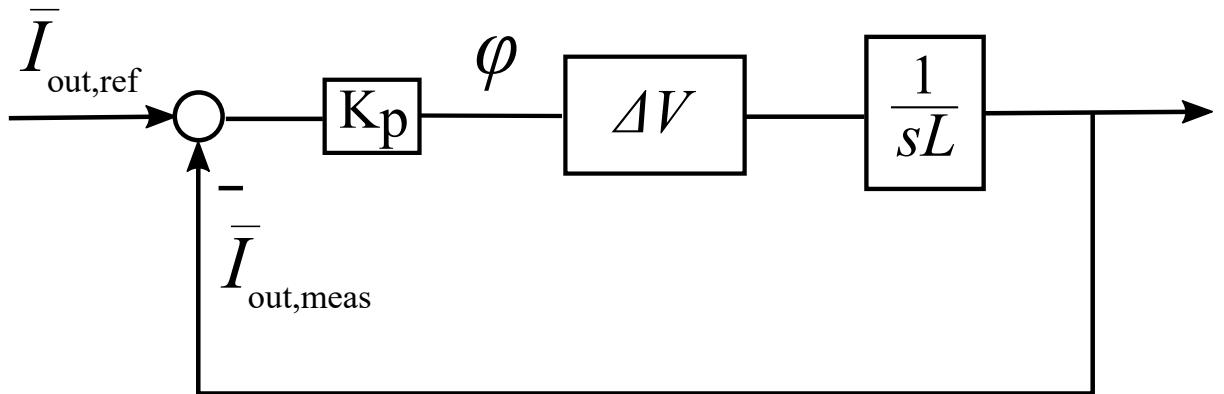 I̅out,ref
Kp
φ
ΔV
1
sL
-
I̅out,meas